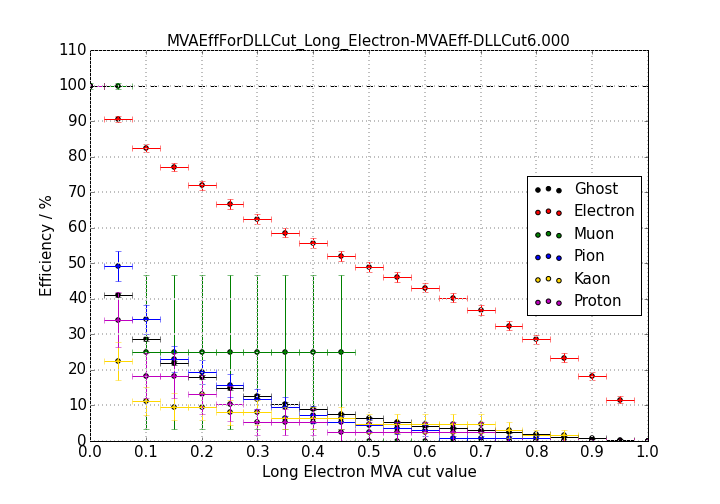 MVAEffForDLLCut_Long_Electron-MVAEff-DLLCut6.000
110
100
90
80
70
60
50
40
30
20
10
0
Efficiency / %
Ghost
Electron
Muon
Pion
Kaon
Proton
0.0 0.1 0.2 0.3 0.4 0.5 0.6 0.7 0.8 0.9 1.0
Long Electron MVA cut value